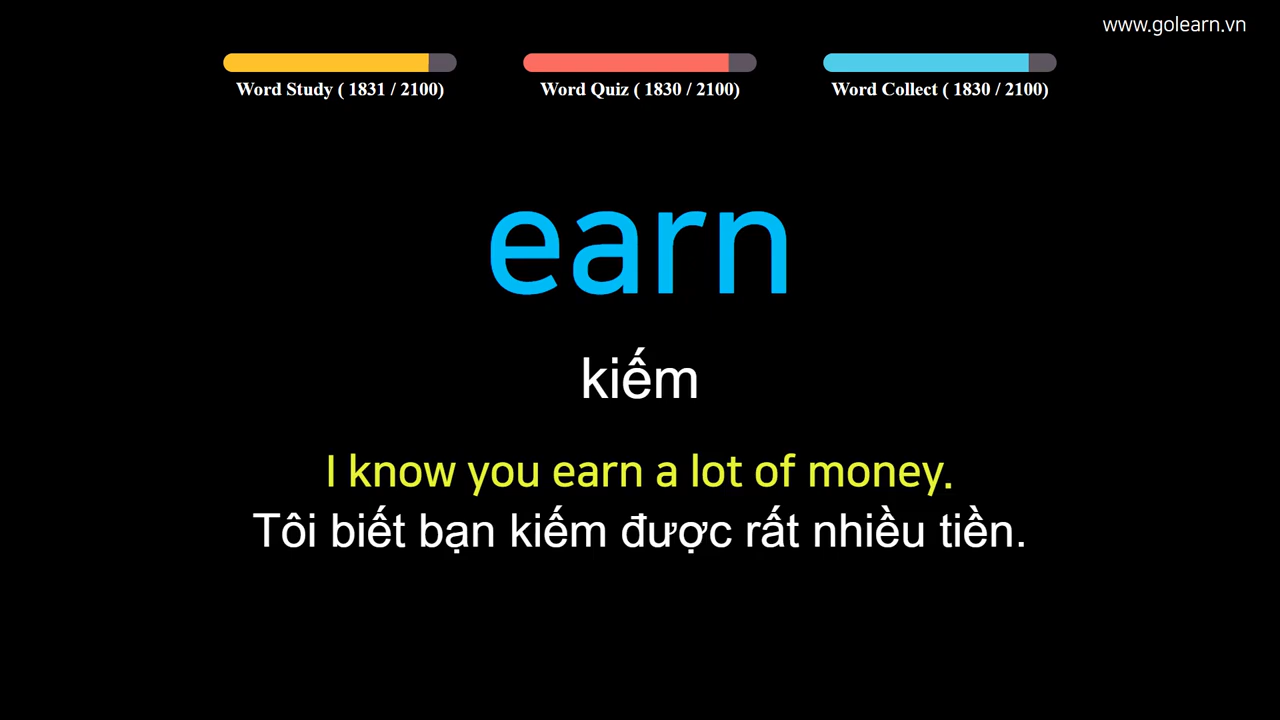 www.golearn.vn
Word Study ( 1831 / 2100)
Word Quiz ( 1830 / 2100)
Word Collect ( 1830 / 2100)
earn
kiếm
I know you earn a lot of money.
Tôi biết bạn kiếm được rất nhiều tiền.